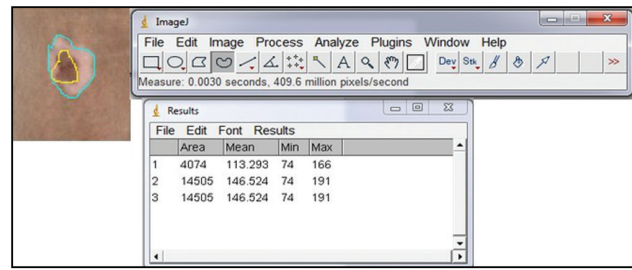 ImageJ
File Edit Image Process Analyze Plugins Window Help
A Dev Stk >>
Measure: 0.0030 seconds, 409.6 million pixels/second
Results
File Edit Font Results
Area Mean Min Max
1 4074 113.293 74 166
2 14505 146.524 74 191
3 14505 146.524 74 191